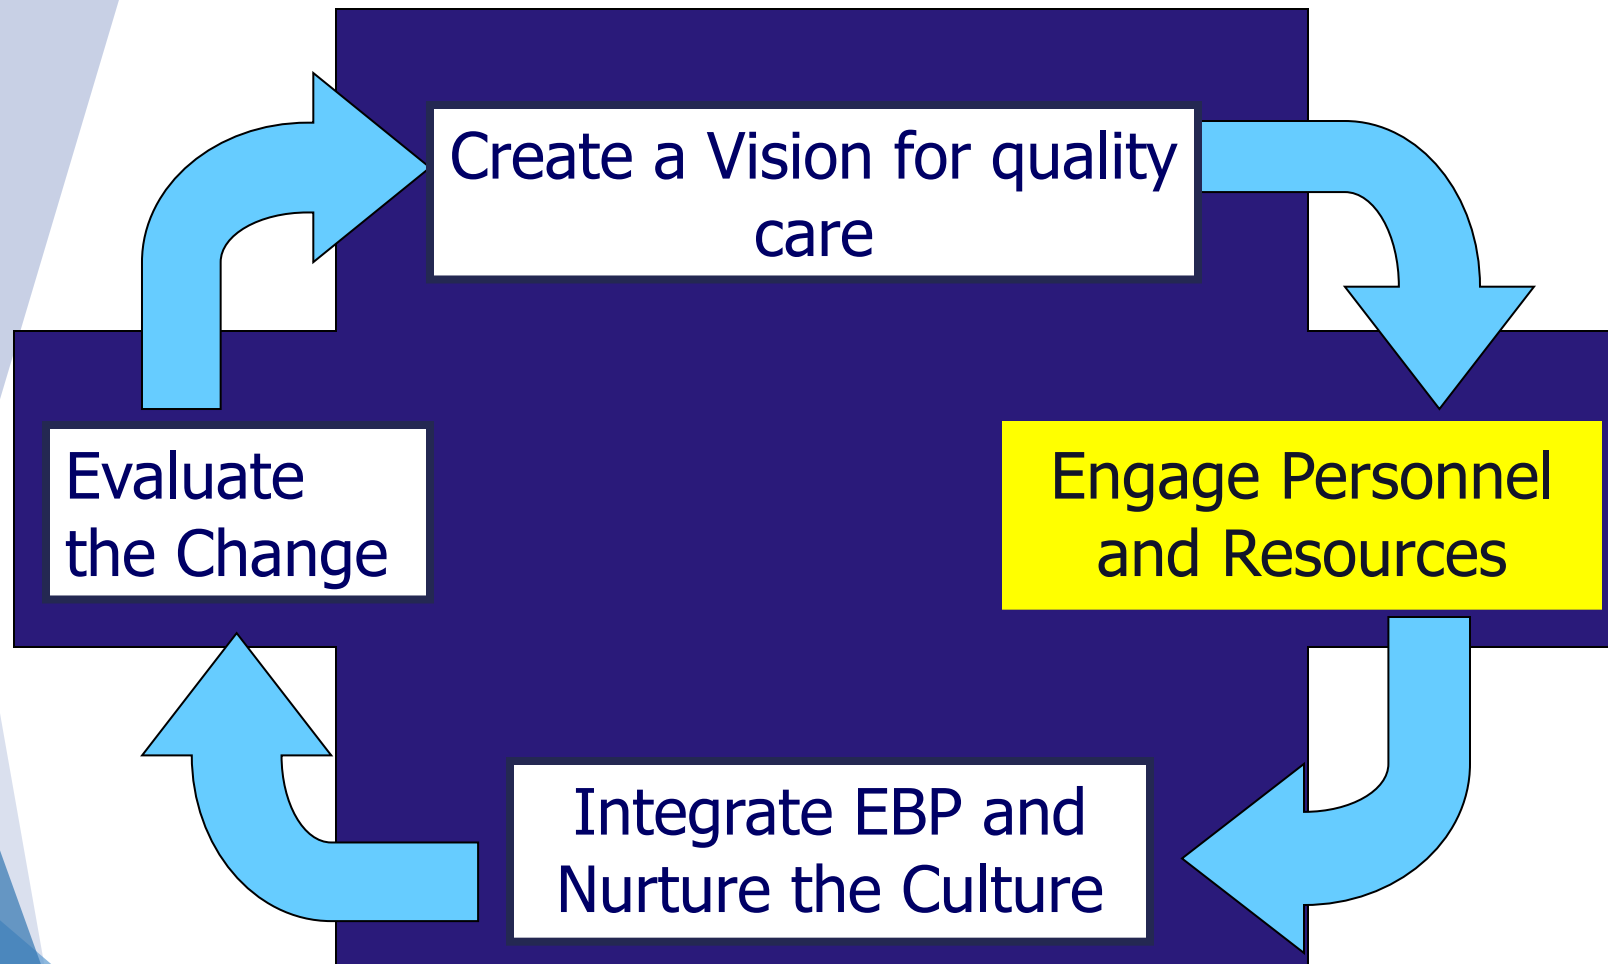 Create a Vision for quality
care
Engage Personnel
and Resources
Integrate EBP and
Nurture the Culture
Evaluate
the Change